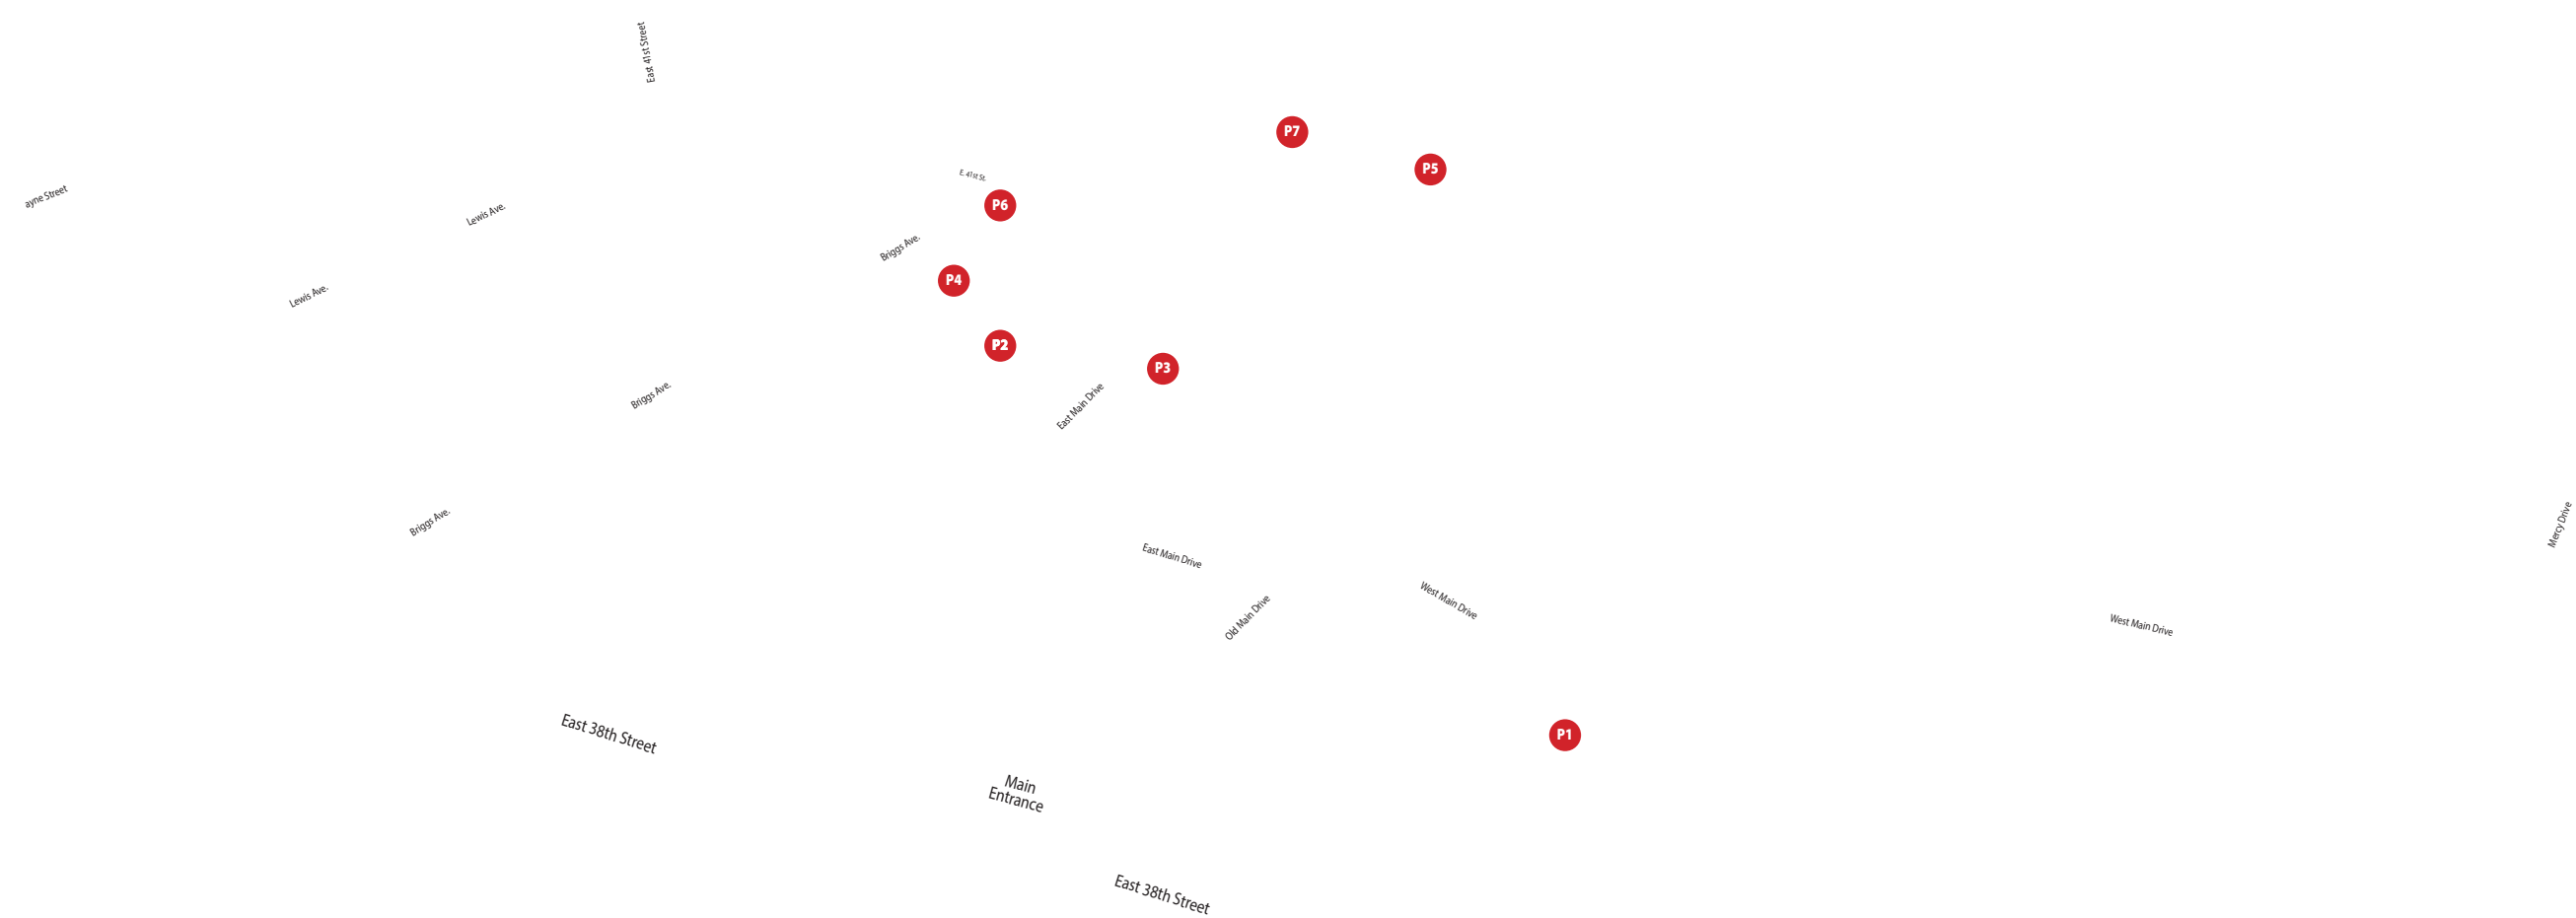 East 41st Street
P7
P5
E. 41st St.
ayne Street
P6
Lewis Ave.
Briggs Ave.
P4
Lewis Ave.
P2
P3
Briggs Ave.
East Main Drive
Briggs Ave.
Mercy Drive
East Main Drive
West Main Drive
Old Main Drive
West Main Drive
East 38th Street
P1
Main
Entrance
East 38th Street